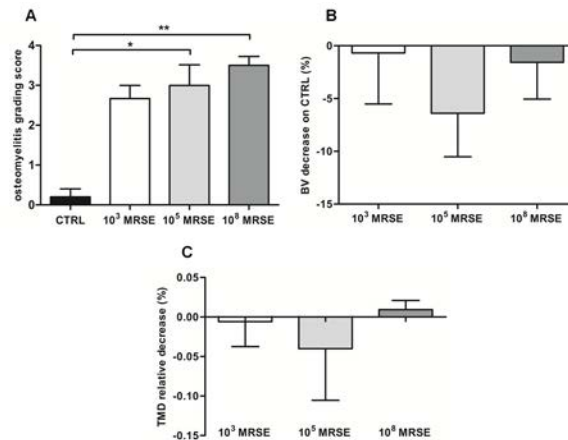 A
**
*
osteomyelitis grading score
4
3
2
1
0
CTRL
10³ MRSE
10⁵ MRSE
10⁸ MRSE
B
BV decrease on CTRL (%)
0
-5
-10
-15
10³ MRSE
10⁵ MRSE
10⁸ MRSE
C
TMD relative decrease (%)
0.05
0.00
-0.05
-0.10
-0.15
10³ MRSE
10⁵ MRSE
10⁸ MRSE